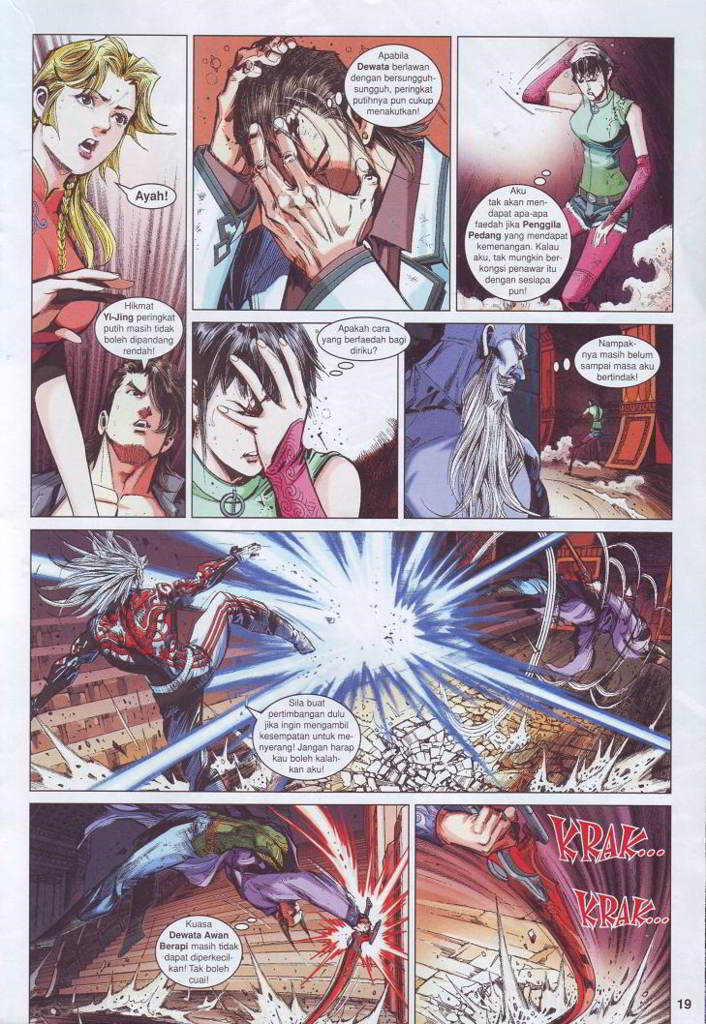 Ayah!
Hikmat
Yi-Jing peringkat
putih masih tidak
boleh dipandang
rendah!
Apabila
Dewata berlawan
dengan bersungguh-
sungguh, peringkat
putihnya pun cukup
menakutkan!
Aku
tak akan men-
dapat apa-apa
faedah jika Penggila
Pedang yang mendapat
kemenangan. Kalau
aku, tak mungkin ber-
kongsi penawar itu
dengan sesiapa
pun!
Apakah cara
yang berfaedah bagi
diriku?
Nampak-
nya masih belum
sampai masa aku
bertindak!
Sila buat
pertimbangan dulu
jika ingin mengambil
kesempatan untuk me-
nyerang! Jangan harap
kau boleh kalah-
kan aku!
Kuasa
Dewata Awan
Berapi masih tidak
dapat diperkecil-
kan! Tak boleh
cuai!
KRAK...
KRAK...
19